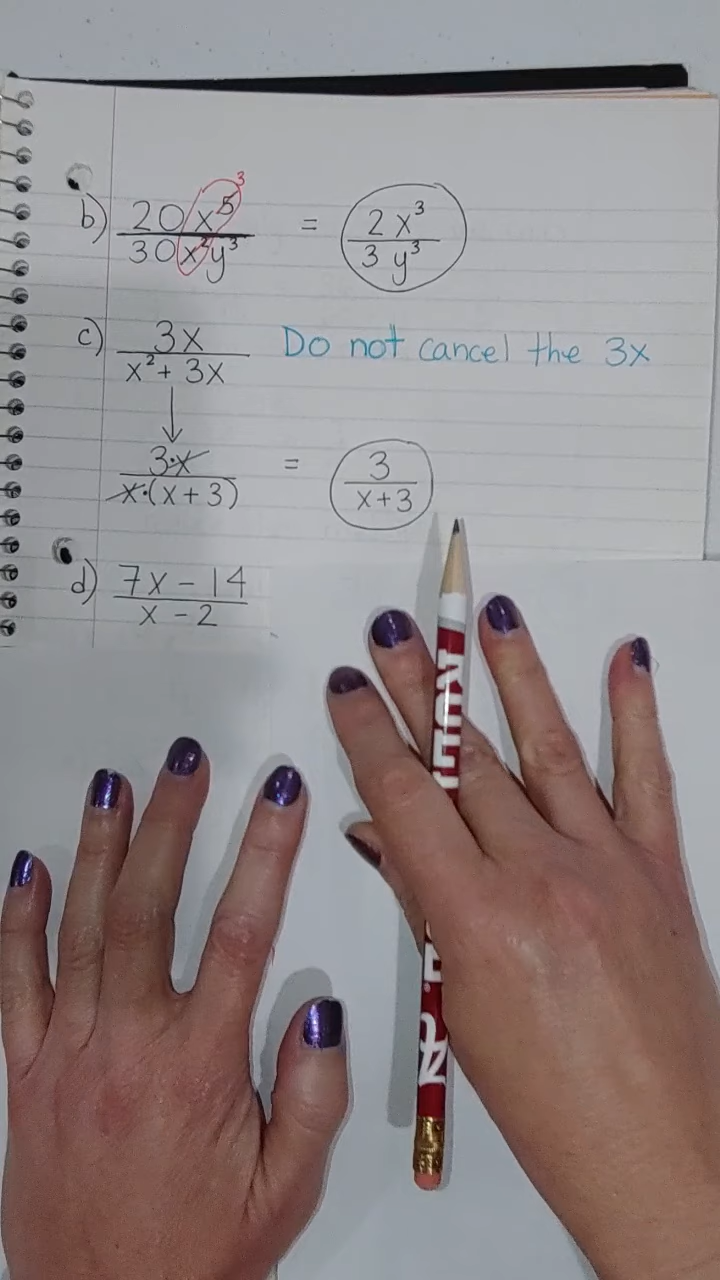 b) 20x⁵ / 30x²y³ ³ = 2x³ / 3y³
c) 3x / x² + 3x Do not cancel the 3x
3·x / x·(x + 3) = 3 / x+3
d) 7x − 14 / x − 2